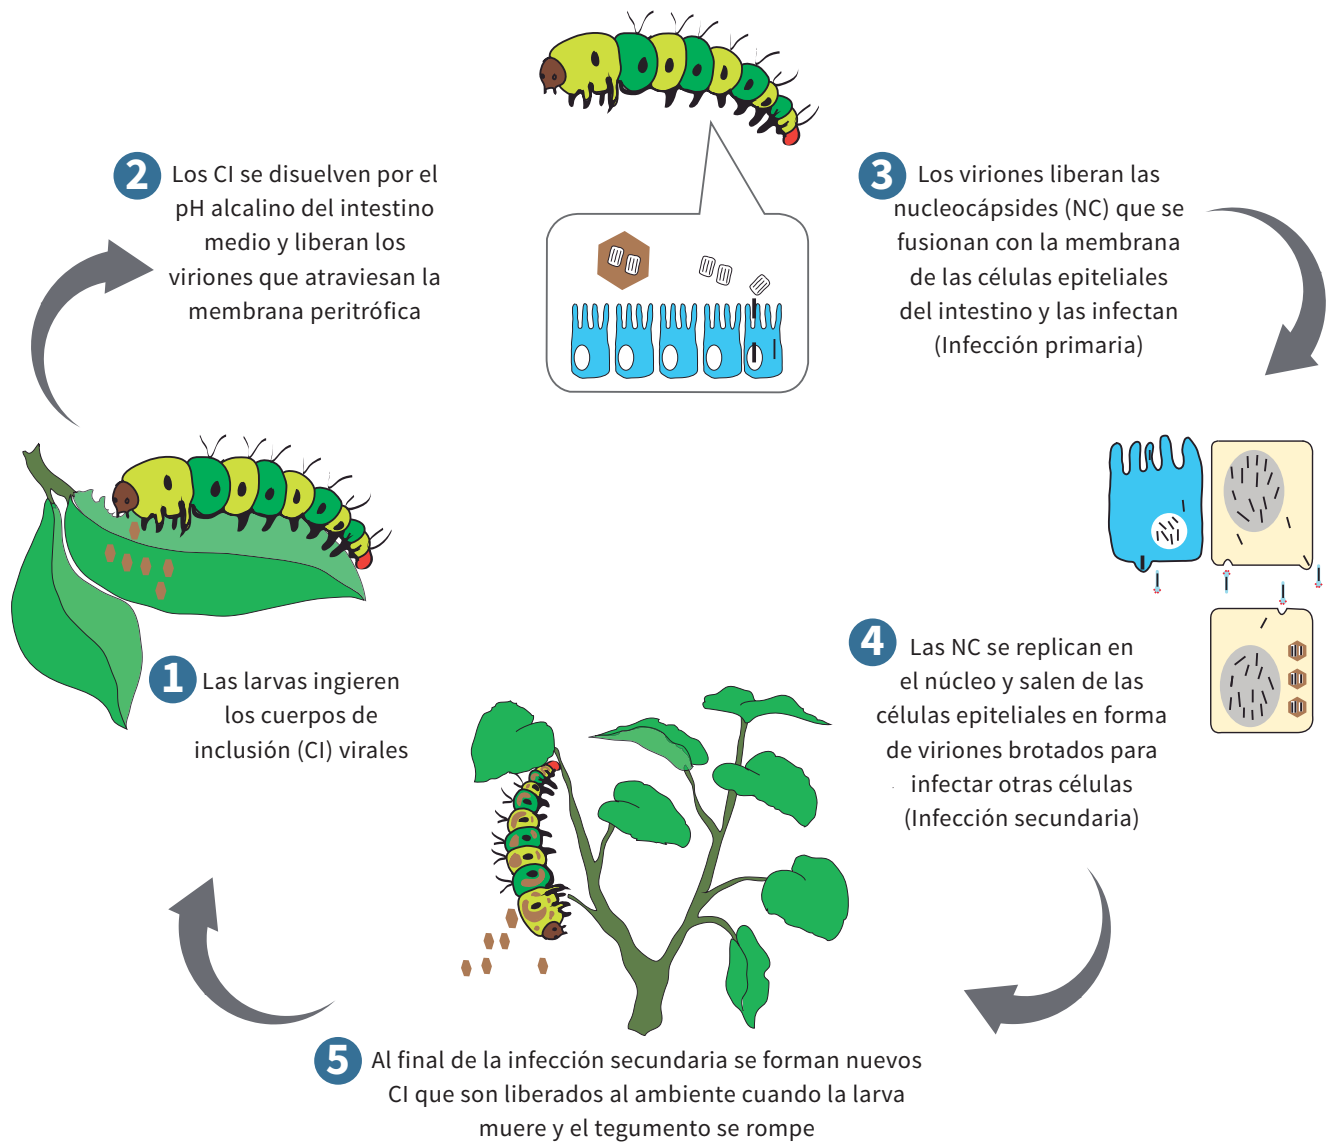 1 Las larvas ingieren
los cuerpos de
inclusión (CI) virales
2 Los CI se disuelven por el
pH alcalino del intestino
medio y liberan los
viriones que atraviesan la
membrana peritrófica
3 Los viriones liberan las
nucleocápsides (NC) que se
fusionan con la membrana
de las células epiteliales
del intestino y las infectan
(Infección primaria)
4 Las NC se replican en
el núcleo y salen de las
células epiteliales en forma
de viriones brotados para
infectar otras células
(Infección secundaria)
5 Al final de la infección secundaria se forman nuevos
CI que son liberados al ambiente cuando la larva
muere y el tegumento se rompe